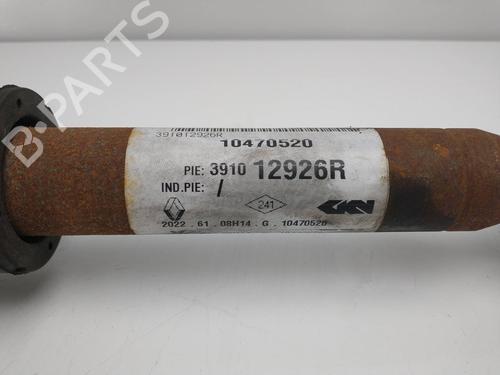 B-PARTS
391012926R
10470520
PIE: 3910 12926R
IND.PIE: /
241
GKN
2022 . 61 . 08H14 . G . 10470520